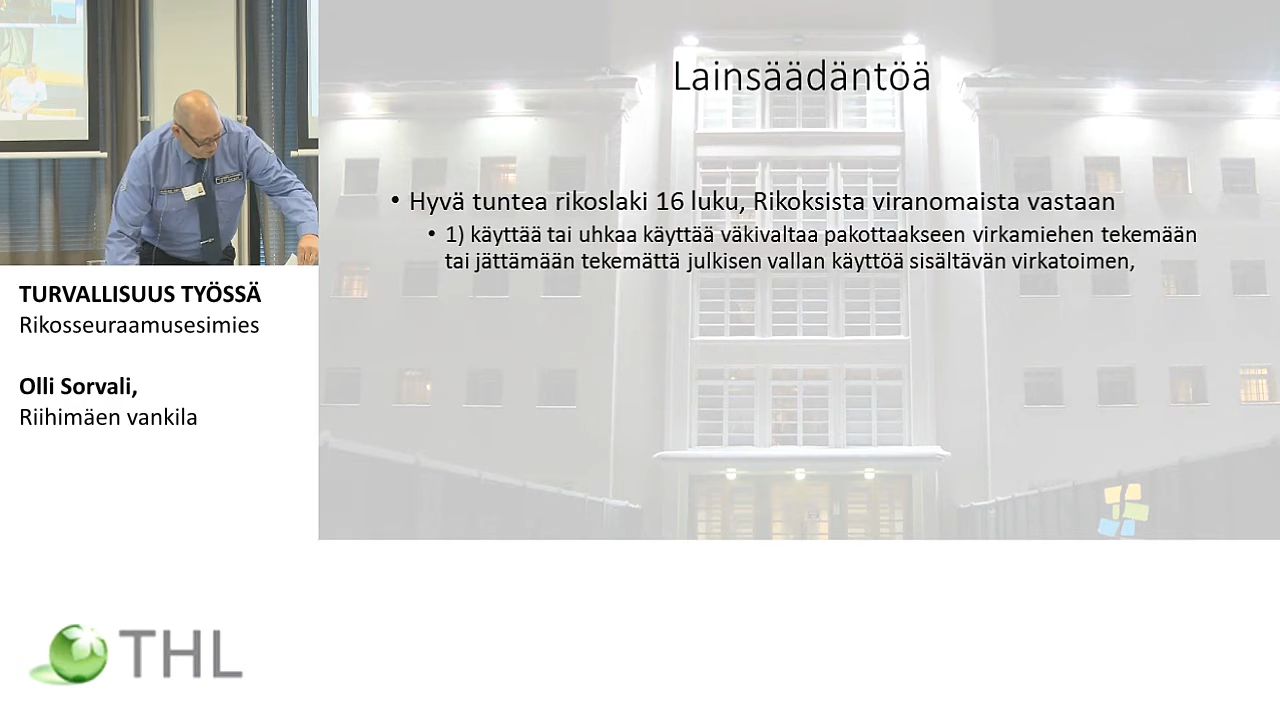 Lainsäädäntöä
• Hyvä tuntea rikoslaki 16 luku, Rikoksista viranomaista vastaan
• 1) käyttää tai uhkaa käyttää väkivaltaa pakottaakseen virkamiehen tekemään
tai jättämään tekemättä julkisen vallan käyttöä sisältävän virkatoimen,
TURVALLISUUS TYÖSSÄ
Rikosseuraamusesimies
Olli Sorvali,
Riihimäen vankila
THL